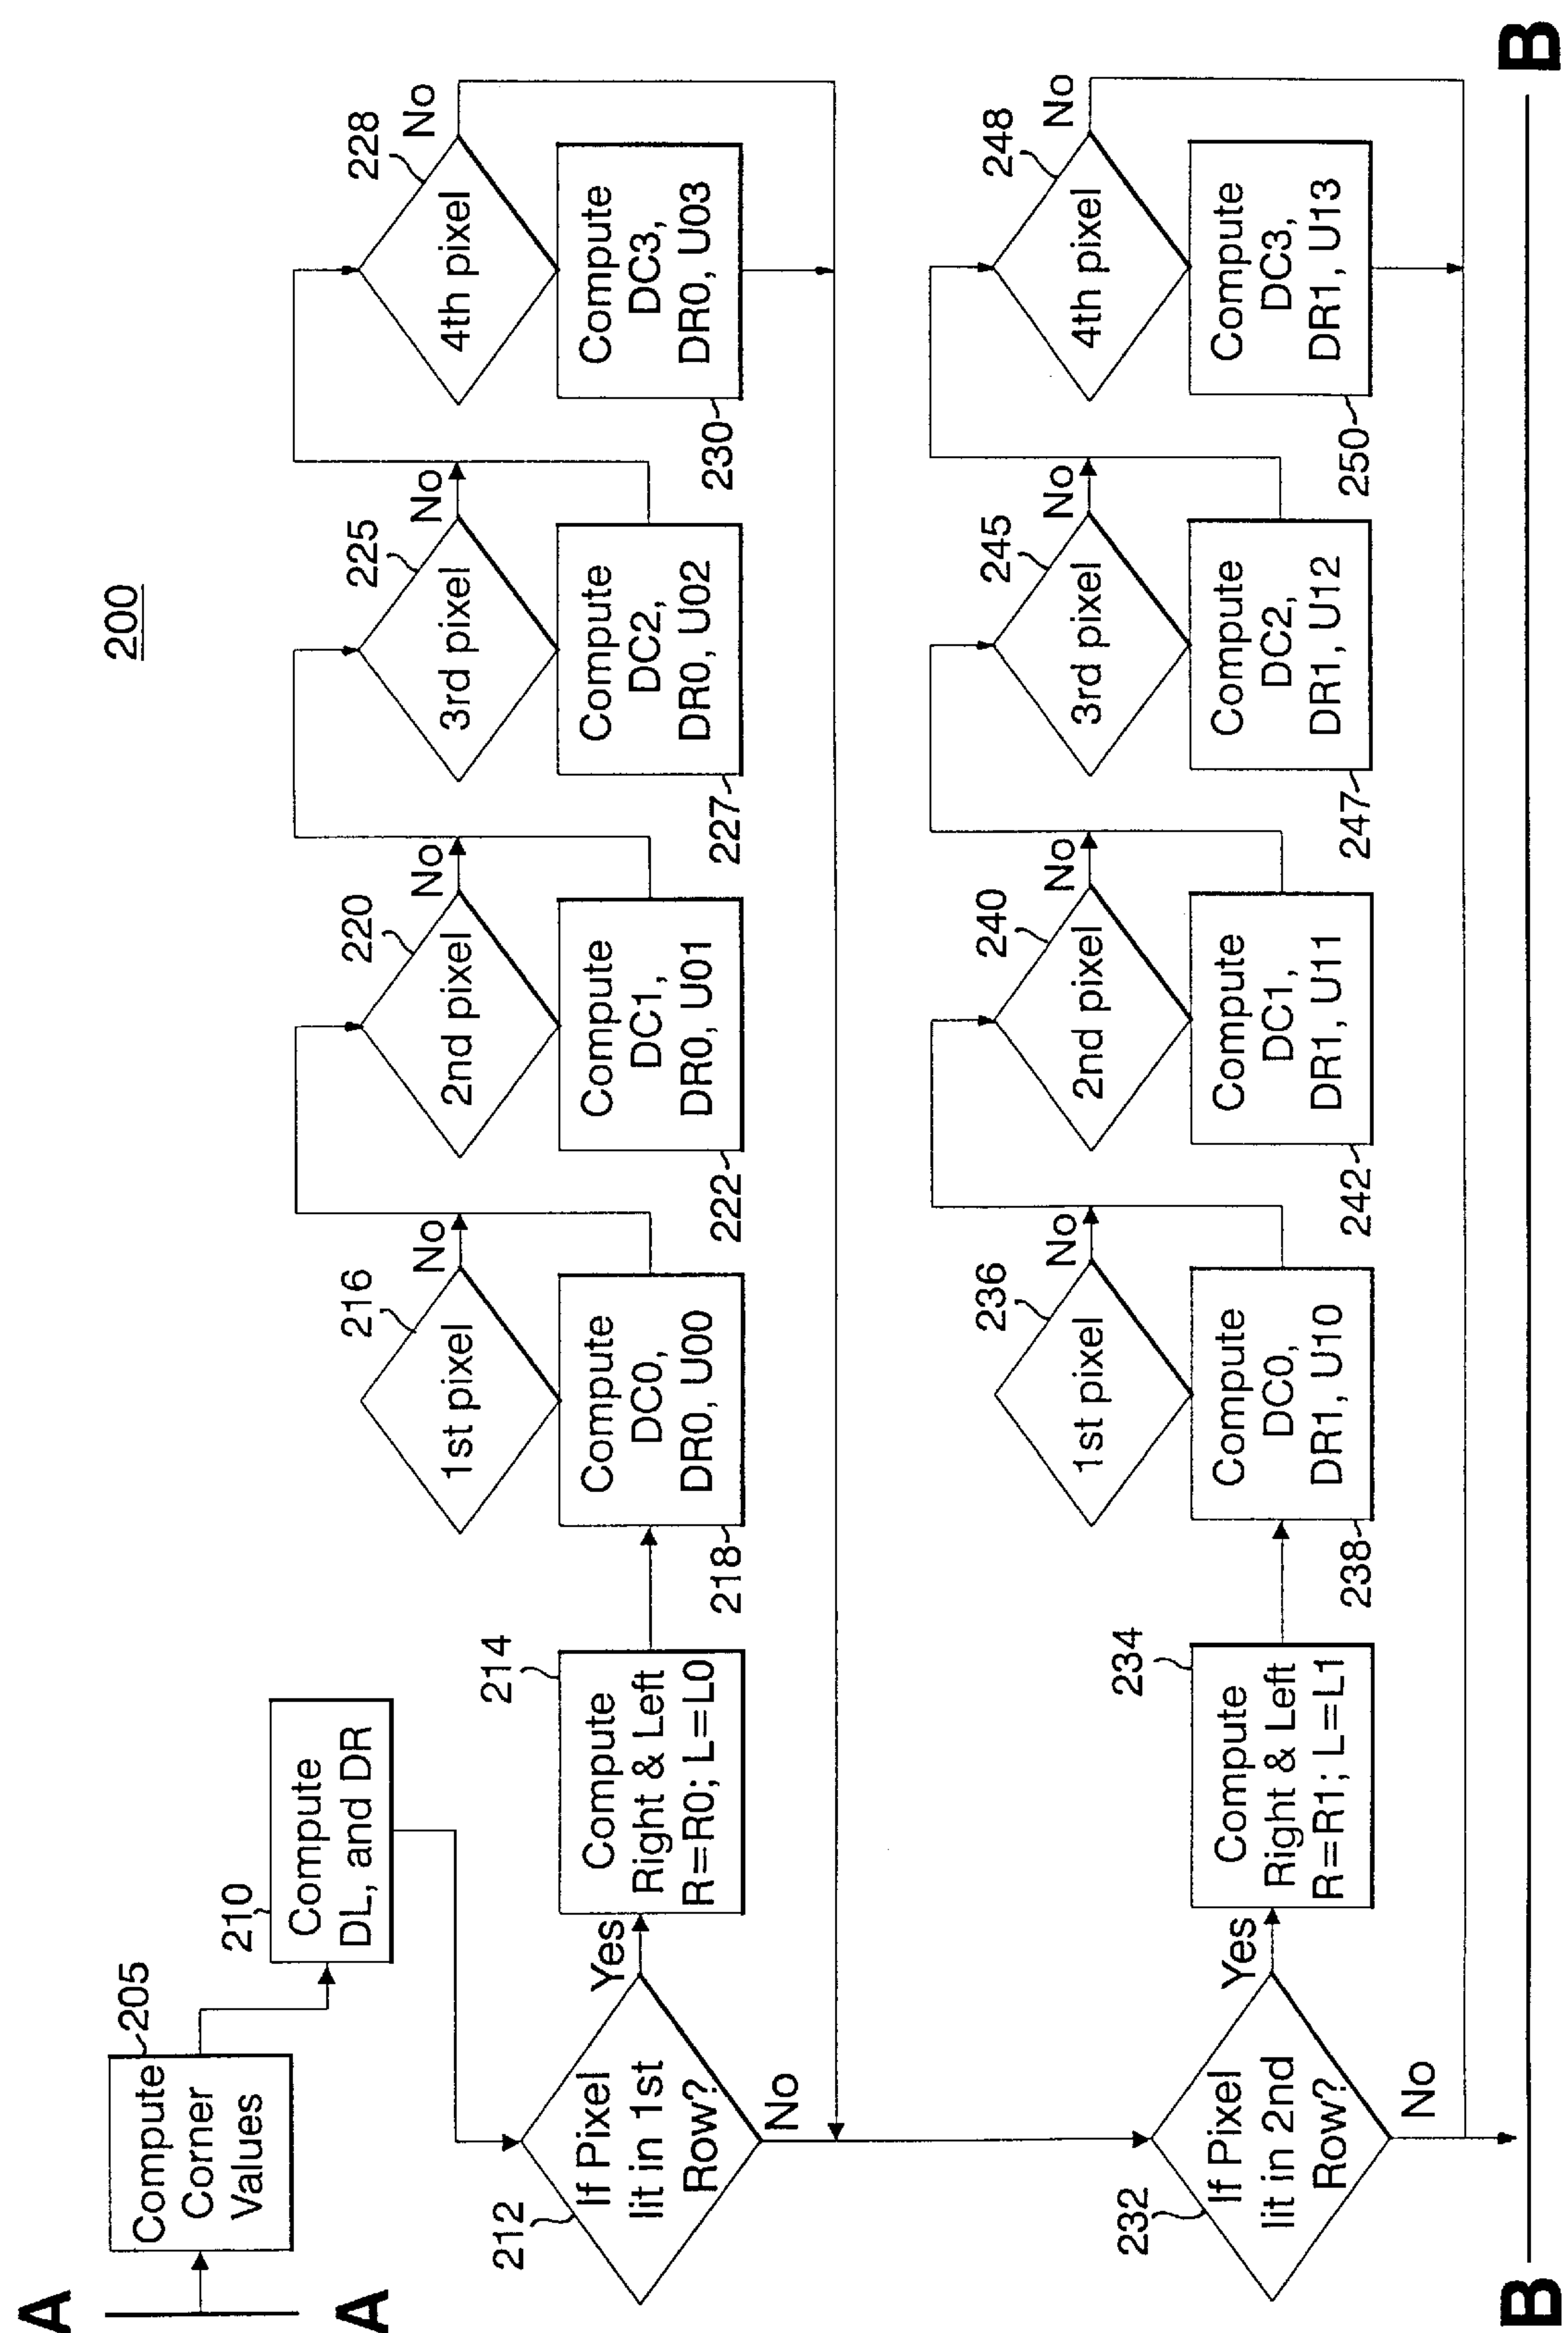 200
A
A
Compute
Corner
Values
205
Compute
DL, and DR
210
If Pixel
lit in 1st
Row?
212
Yes
No
Compute
Right & Left
R=R0; L=L0
214
1st pixel
216
No
Compute
DC0,
DR0, U00
218
2nd pixel
220
No
Compute
DC1,
DR0, U01
222
3rd pixel
225
No
Compute
DC2,
DR0, U02
227
4th pixel
228
No
Compute
DC3,
DR0, U03
230
If Pixel
lit in 2nd
Row?
232
Yes
No
Compute
Right & Left
R=R1; L=L1
234
1st pixel
236
No
Compute
DC0,
DR1, U10
238
2nd pixel
240
No
Compute
DC1,
DR1, U11
242
3rd pixel
245
No
Compute
DC2,
DR1, U12
247
4th pixel
248
No
Compute
DC3,
DR1, U13
250
B
B